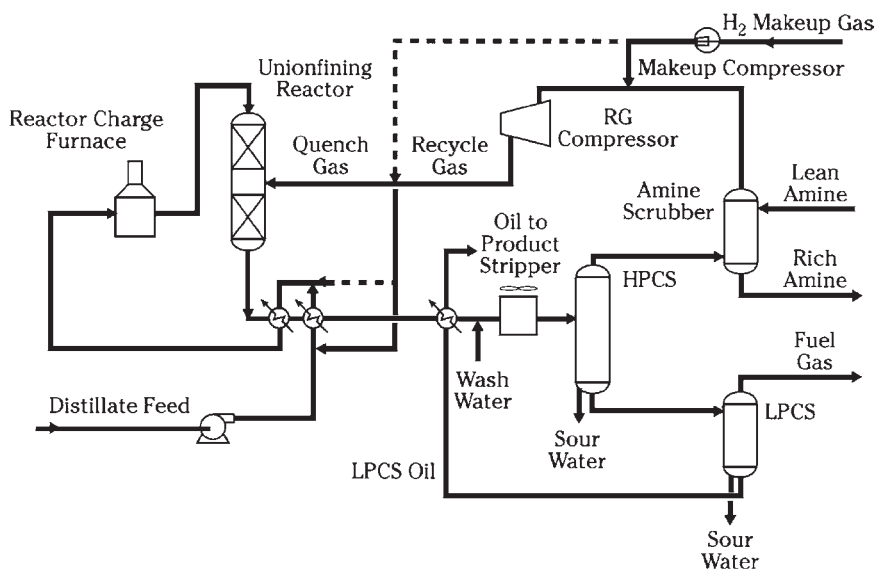 H₂ Makeup Gas
Makeup Compressor
Unionfining
Reactor
Reactor Charge
Furnace
RG
Compressor
Quench
Gas
Recycle
Gas
Lean
Amine
Amine
Scrubber
Oil to
Product
Stripper
HPCS
Rich
Amine
Wash
Water
Fuel
Gas
Distillate Feed
LPCS
Sour
Water
LPCS Oil
Sour
Water